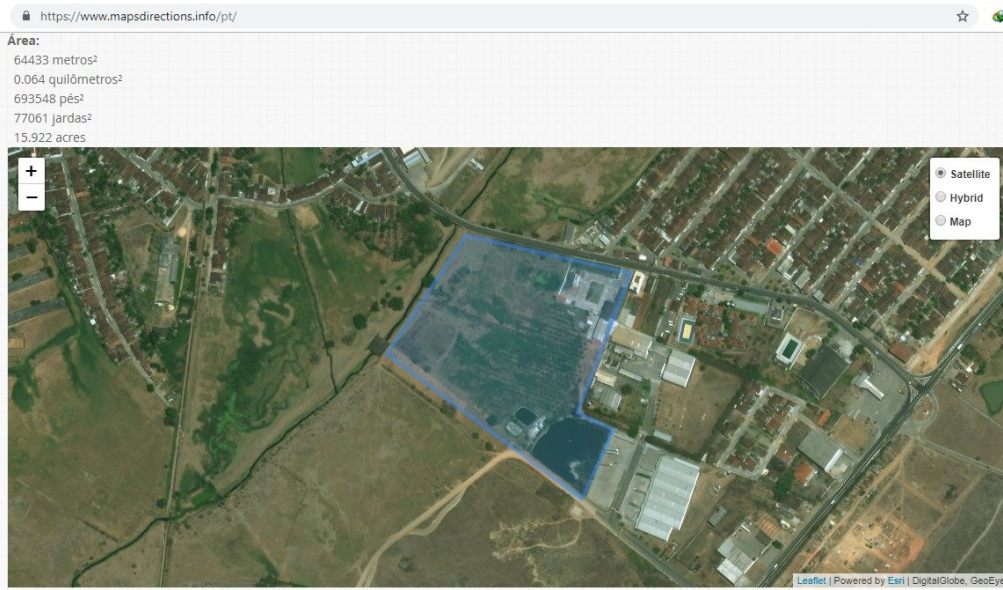 https://www.mapsdirections.info/pt/
Área:
64433 metros²
0.064 quilômetros²
693548 pés²
77061 jardas²
15.922 acres
+
−
Satellite
Hybrid
Map
Leaflet | Powered by Esri | DigitalGlobe, GeoEye